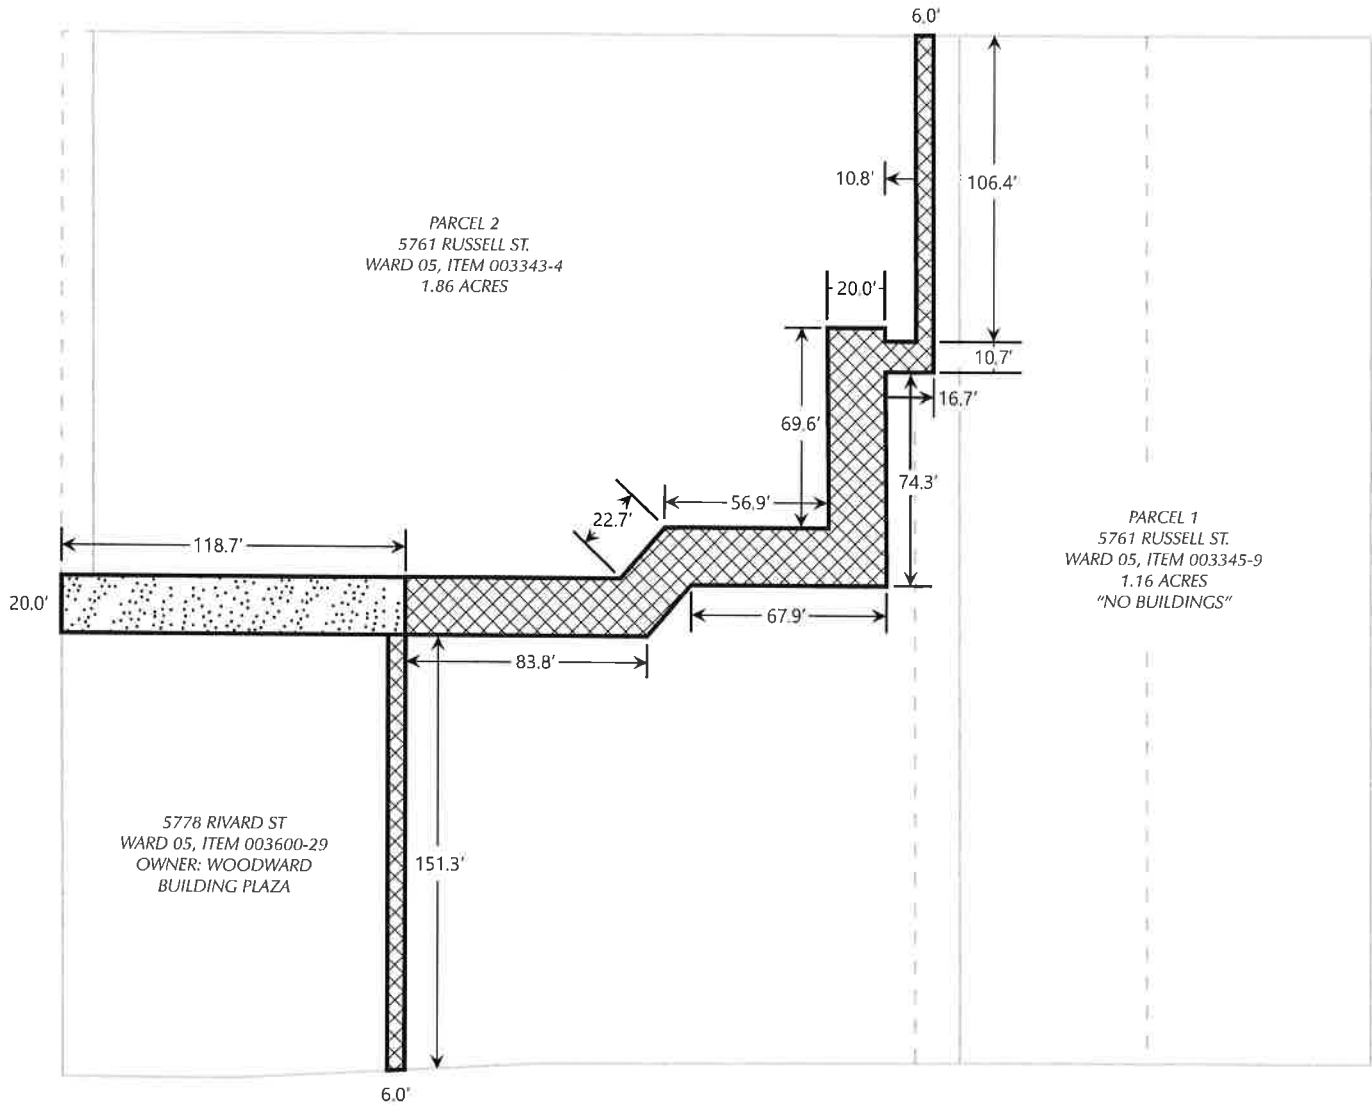 6.0'
10.8'
106.4'
PARCEL 2
5761 RUSSELL ST.
WARD 05, ITEM 003343-4
1.86 ACRES
20.0'
10.7'
16.7'
69.6'
74.3'
56.9'
22.7'
118.7'
PARCEL 1
5761 RUSSELL ST.
WARD 05, ITEM 003345-9
1.16 ACRES
"NO BUILDINGS"
20.0'
67.9'
83.8'
5778 RIVARD ST
WARD 05, ITEM 003600-29
OWNER: WOODWARD
BUILDING PLAZA
151.3'
6.0'